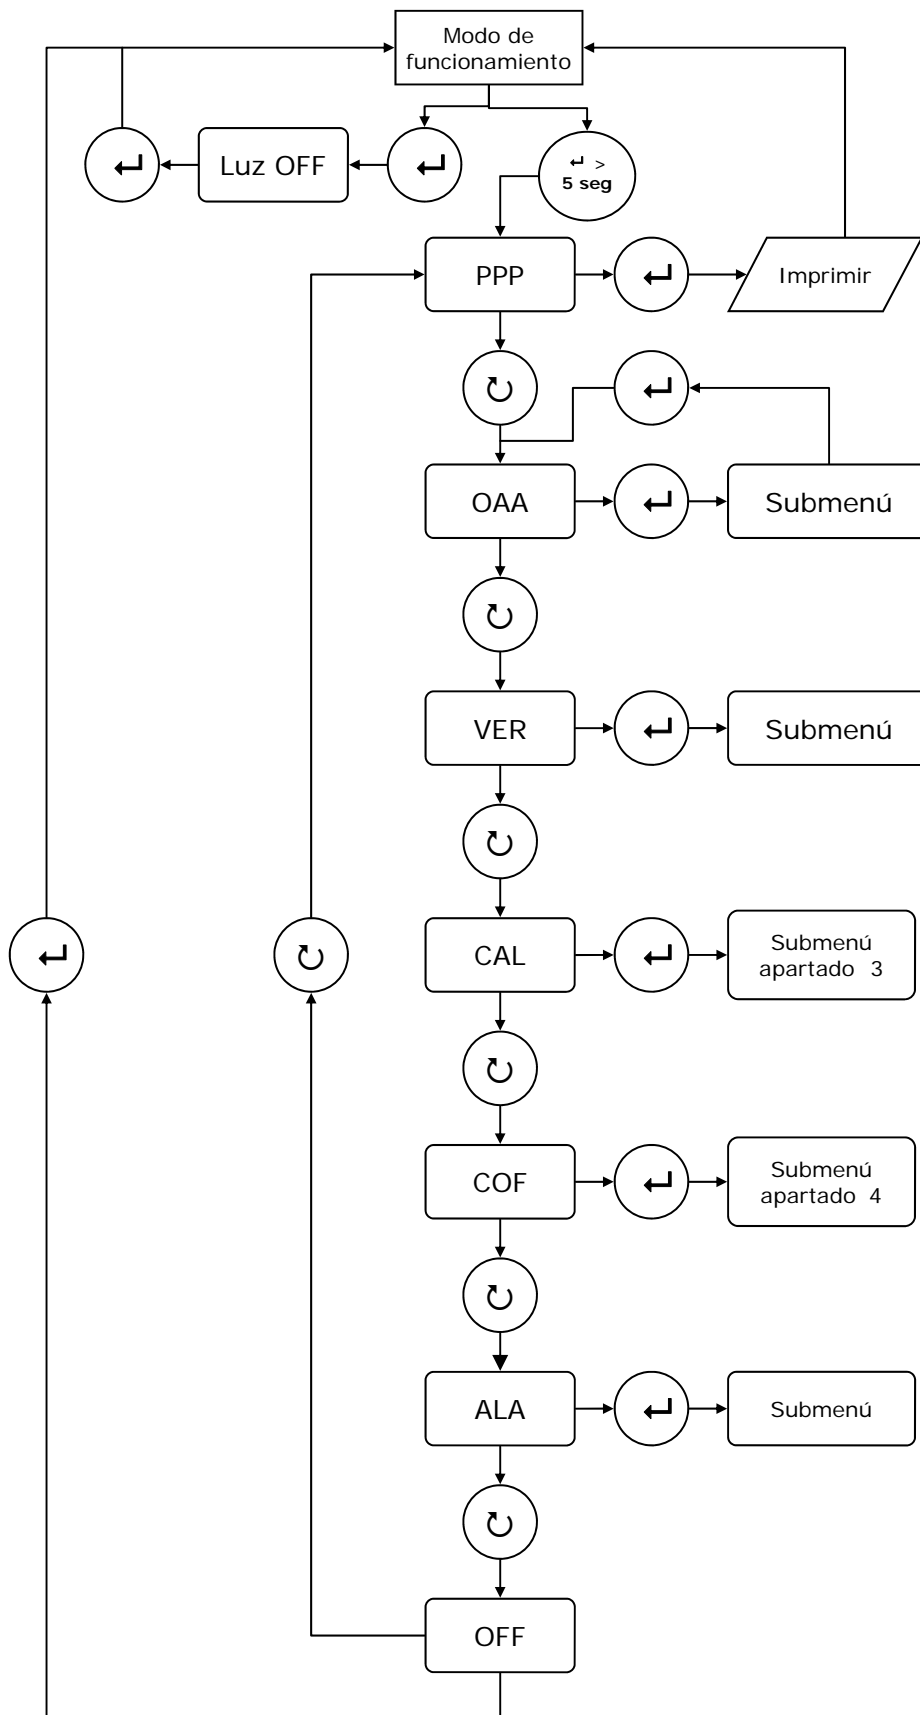 Modo de
funcionamiento
Luz OFF
↵ >
5 seg
PPP
Imprimir
OAA
Submenú
VER
Submenú
CAL
Submenú
apartado 3
COF
Submenú
apartado 4
ALA
Submenú
OFF